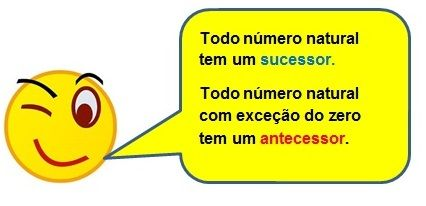 Todo número natural
tem um sucessor.
Todo número natural
com exceção do zero
tem um antecessor.